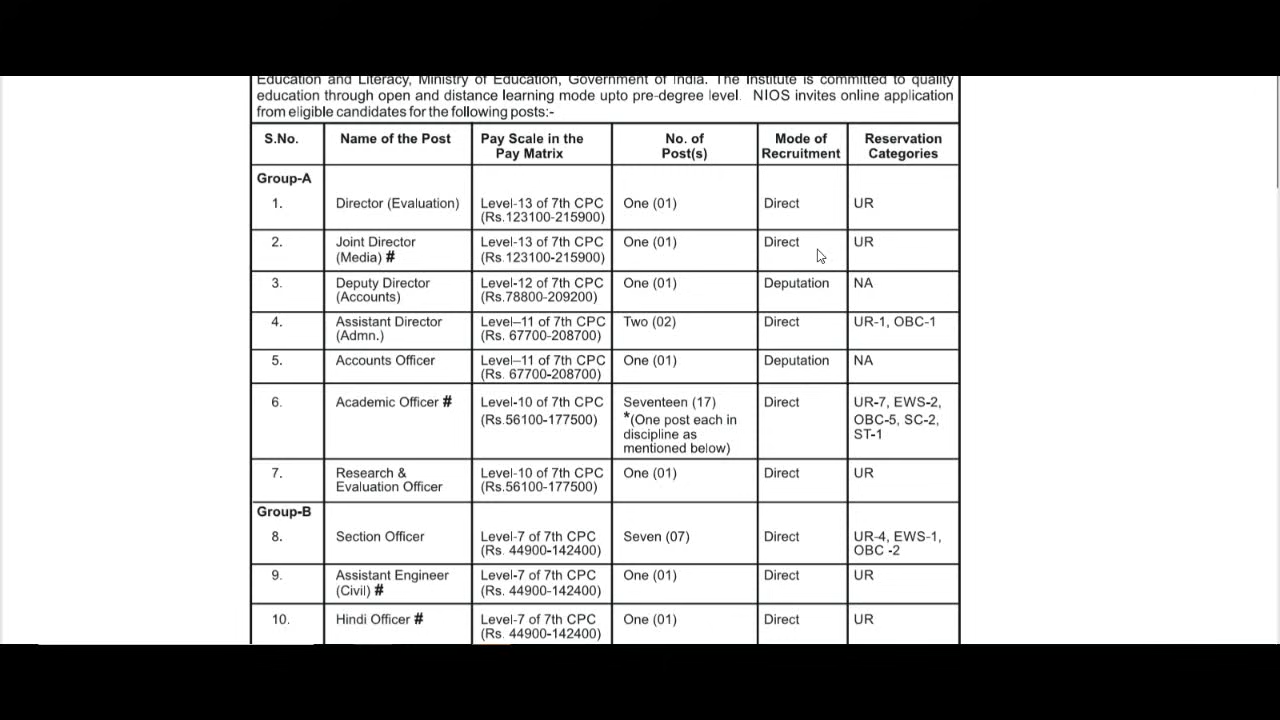 Education and Literacy, Ministry of Education, Government of India. The Institute is committed to quality
education through open and distance learning mode upto pre-degree level. NIOS invites online application
from eligible candidates for the following posts:-
S.No. Name of the Post Pay Scale in the Pay Matrix No. of Post(s) Mode of Recruitment Reservation Categories
Group-A
1. Director (Evaluation) Level-13 of 7th CPC (Rs.123100-215900) One (01) Direct UR
2. Joint Director (Media) # Level-13 of 7th CPC (Rs.123100-215900) One (01) Direct UR
3. Deputy Director (Accounts) Level-12 of 7th CPC (Rs.78800-209200) One (01) Deputation NA
4. Assistant Director (Admn.) Level–11 of 7th CPC (Rs. 67700-208700) Two (02) Direct UR-1, OBC-1
5. Accounts Officer Level–11 of 7th CPC (Rs. 67700-208700) One (01) Deputation NA
6. Academic Officer # Level-10 of 7th CPC (Rs.56100-177500) Seventeen (17) *(One post each in discipline as mentioned below) Direct UR-7, EWS-2, OBC-5, SC-2, ST-1
7. Research & Evaluation Officer Level-10 of 7th CPC (Rs.56100-177500) One (01) Direct UR
Group-B
8. Section Officer Level-7 of 7th CPC (Rs. 44900-142400) Seven (07) Direct UR-4, EWS-1, OBC -2
9. Assistant Engineer (Civil) # Level-7 of 7th CPC (Rs. 44900-142400) One (01) Direct UR
10. Hindi Officer # Level-7 of 7th CPC (Rs. 44900-142400) One (01) Direct UR